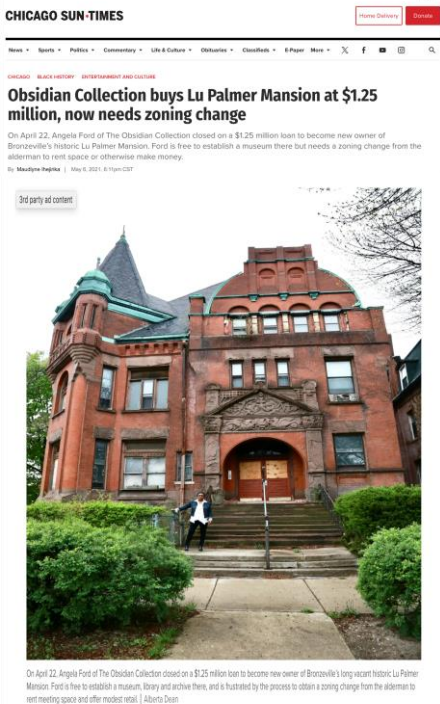 CHICAGO SUN·TIMES
Home Delivery
Donate
News
Sports
Politics
Commentary
Life & Culture
Obituaries
Classifieds
E-Paper
More
CHICAGO BLACK HISTORY ENTERTAINMENT AND CULTURE
Obsidian Collection buys Lu Palmer Mansion at $1.25
million, now needs zoning change
On April 22, Angela Ford of The Obsidian Collection closed on a $1.25 million loan to become new owner of
Bronzeville's historic Lu Palmer Mansion. Ford is free to establish a museum there but needs a zoning change from the
alderman to rent space or otherwise make money.
By Maudlyne Ihejirika | May 6, 2021, 6:11pm CST
3rd party ad content
On April 22, Angela Ford of The Obsidian Collection closed on a $1.25 million loan to become new owner of Bronzeville's long vacant historic Lu Palmer
Mansion. Ford is free to establish a museum, library and archive there, and is frustrated by the process to obtain a zoning change from the alderman to
rent meeting space and offer modest retail. | Alberta Dean